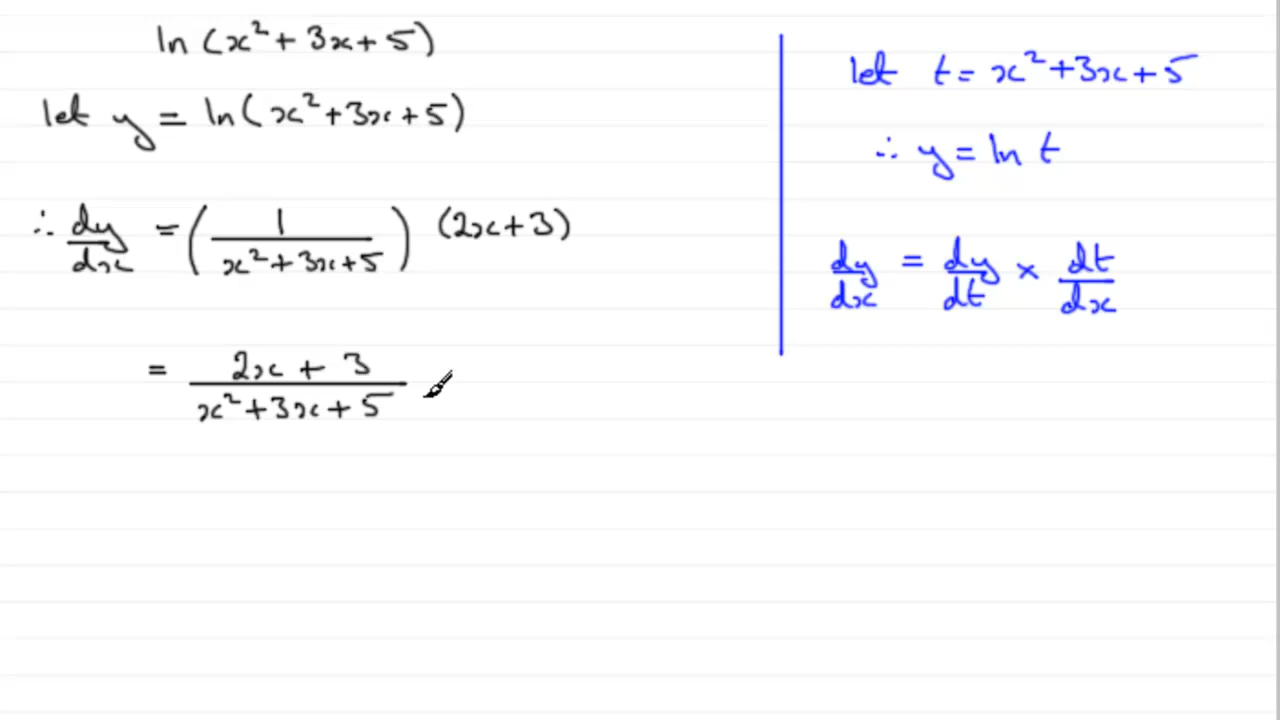 ln (x² + 3x + 5)
let y = ln( x² + 3x + 5)
∴ dy/dx = (1/(x² + 3x + 5)) (2x + 3)
= (2x + 3)/(x² + 3x + 5)
let t = x² + 3x + 5
∴ y = ln t
dy/dx = dy/dt × dt/dx